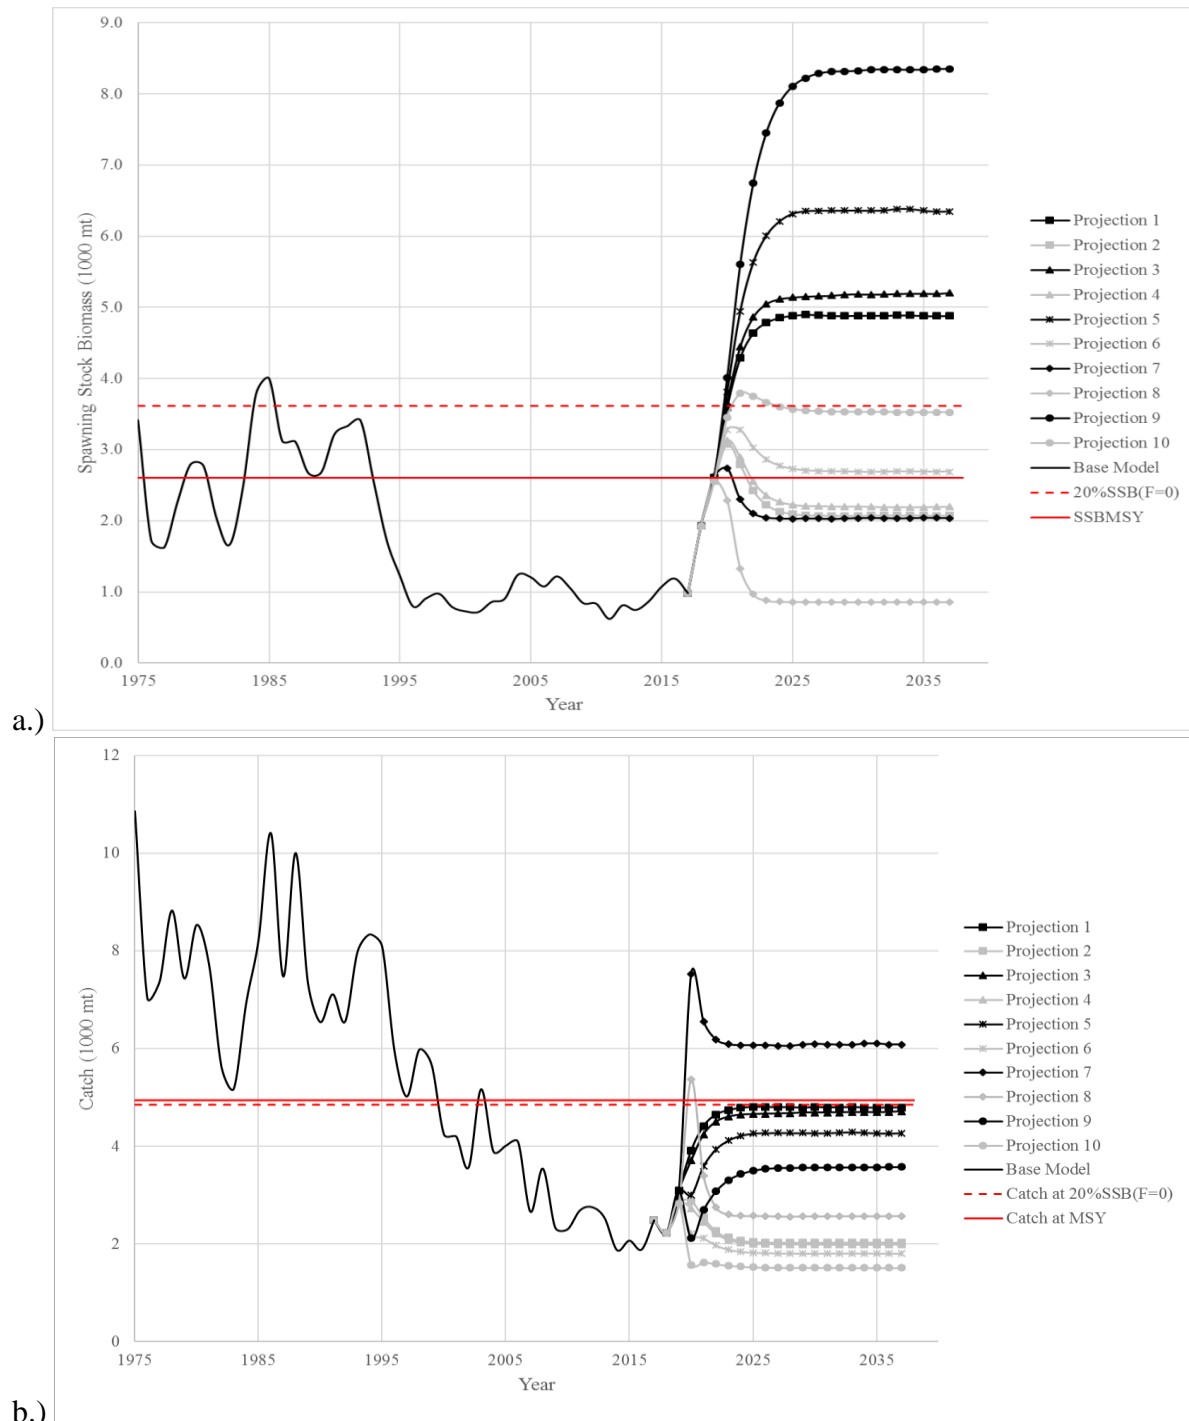 9.0
8.0
7.0
6.0
5.0
4.0
3.0
2.0
1.0
0.0
Spawning Stock Biomass (1000 mt)
1975 1985 1995 2005 2015 2025 2035
Year
Projection 1
Projection 2
Projection 3
Projection 4
Projection 5
Projection 6
Projection 7
Projection 8
Projection 9
Projection 10
Base Model
20%SSB(F=0)
SSBMSY
a.)
12
10
8
6
4
2
0
Catch (1000 mt)
1975 1985 1995 2005 2015 2025 2035
Year
Projection 1
Projection 2
Projection 3
Projection 4
Projection 5
Projection 6
Projection 7
Projection 8
Projection 9
Projection 10
Base Model
Catch at 20%SSB(F=0)
Catch at MSY
b.)